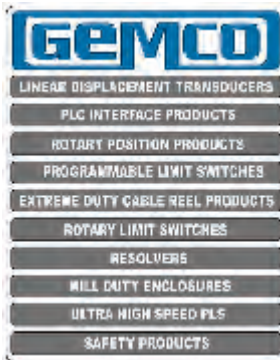 GEMCO
LINEAR DISPLACEMENT TRANSDUCERS
PLC INTERFACE PRODUCTS
ROTARY POSITION PRODUCTS
PROGRAMMABLE LIMIT SWITCHES
EXTREME DUTY CABLE REEL PRODUCTS
ROTARY LIMIT SWITCHES
RESOLVERS
MILL DUTY ENCLOSURES
ULTRA HIGH SPEED PLS
SAFETY PRODUCTS